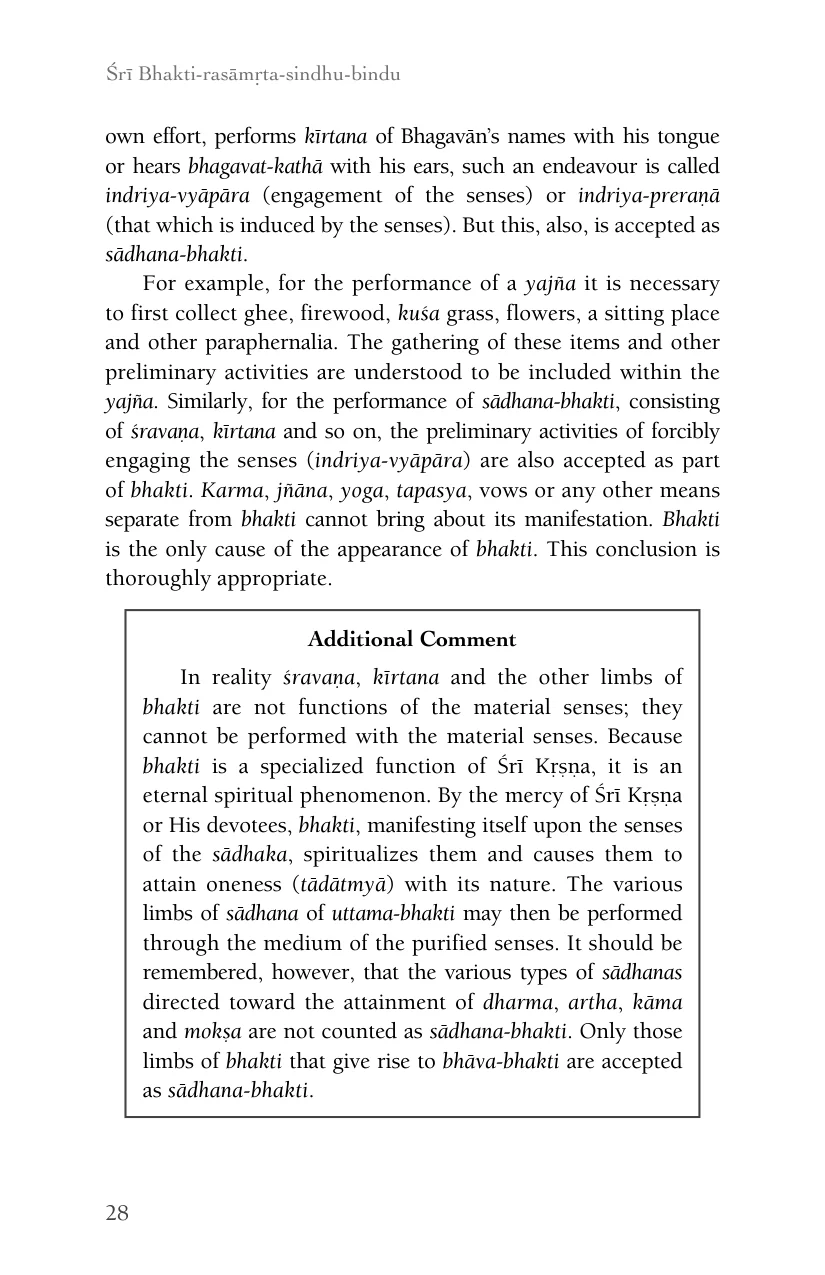 Śrī Bhakti-rasāmṛta-sindhu-bindu
own effort, performs kīrtana of Bhagavān’s names with his tongue
or hears bhagavat-kathā with his ears, such an endeavour is called
indriya-vyāpāra (engagement of the senses) or indriya-preraṇā
(that which is induced by the senses). But this, also, is accepted as
sādhana-bhakti.
For example, for the performance of a yajña it is necessary
to first collect ghee, firewood, kuśa grass, flowers, a sitting place
and other paraphernalia. The gathering of these items and other
preliminary activities are understood to be included within the
yajña. Similarly, for the performance of sādhana-bhakti, consisting
of śravaṇa, kīrtana and so on, the preliminary activities of forcibly
engaging the senses (indriya-vyāpāra) are also accepted as part
of bhakti. Karma, jñāna, yoga, tapasya, vows or any other means
separate from bhakti cannot bring about its manifestation. Bhakti
is the only cause of the appearance of bhakti. This conclusion is
thoroughly appropriate.
Additional Comment
In reality śravaṇa, kīrtana and the other limbs of
bhakti are not functions of the material senses; they
cannot be performed with the material senses. Because
bhakti is a specialized function of Śrī Kṛṣṇa, it is an
eternal spiritual phenomenon. By the mercy of Śrī Kṛṣṇa
or His devotees, bhakti, manifesting itself upon the senses
of the sādhaka, spiritualizes them and causes them to
attain oneness (tādātmyā) with its nature. The various
limbs of sādhana of uttama-bhakti may then be performed
through the medium of the purified senses. It should be
remembered, however, that the various types of sādhanas
directed toward the attainment of dharma, artha, kāma
and mokṣa are not counted as sādhana-bhakti. Only those
limbs of bhakti that give rise to bhāva-bhakti are accepted
as sādhana-bhakti.
28